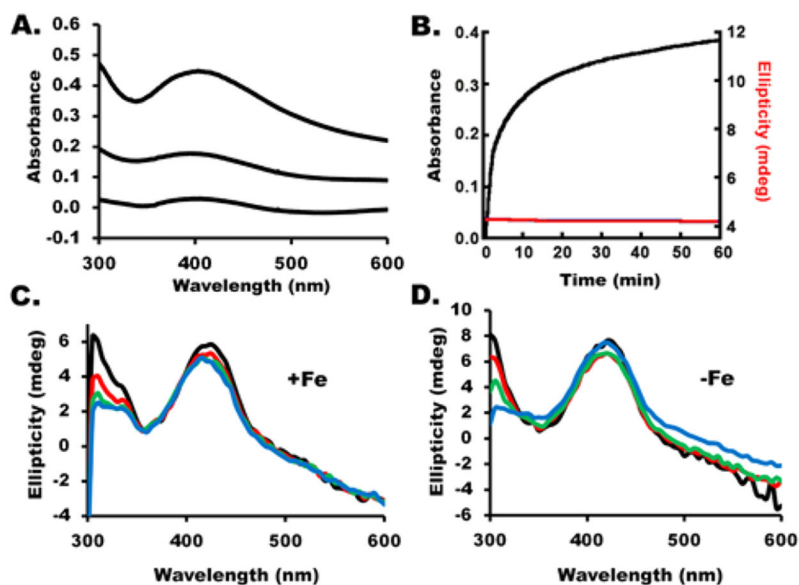 A.
0.6
0.5
0.4
0.3
0.2
0.1
0.0
-0.1
Absorbance
300 400 500 600
Wavelength (nm)
B.
0.4
0.3
0.2
0.1
0.0
Absorbance
12
10
8
6
4
Ellipticity (mdeg)
0 10 20 30 40 50 60
Time (min)
C.
6
4
2
0
-2
-4
Ellipticity (mdeg)
+Fe
300 400 500 600
Wavelength (nm)
D.
10
8
6
4
2
0
-2
-4
-6
Ellipticity (mdeg)
-Fe
300 400 500 600
Wavelength (nm)